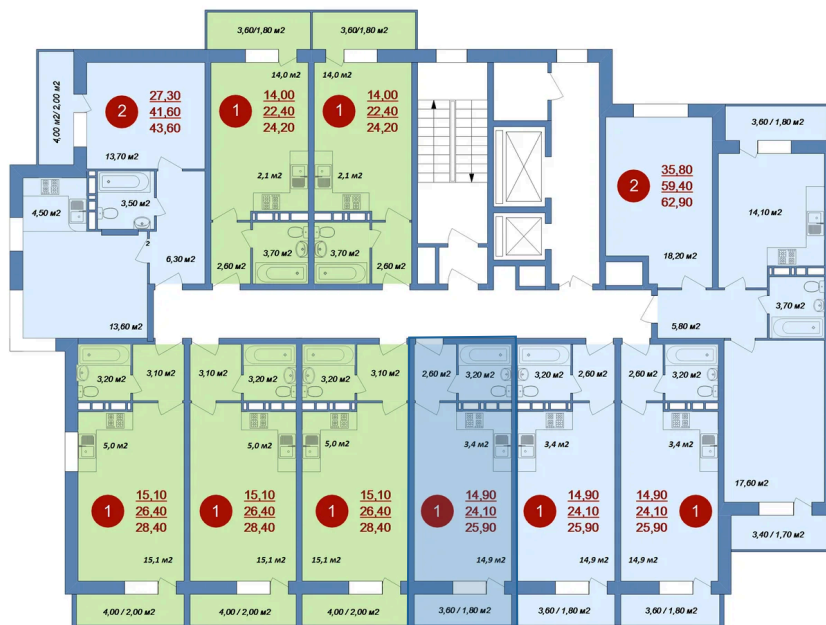 3,60/1,80 м2
3,60/1,80 м2
4,00 м2/ 2,00 м2
2
27,30
41,60
43,60
13,70 м2
14,0 м2
1
14,00
22,40
24,20
2,1 м2
14,0 м2
1
14,00
22,40
24,20
2,1 м2
3,60 / 1,80 м2
2
35,80
59,40
62,90
18,20 м2
14,10 м2
4,50 м2
3,50 м2
2
6,30 м2
13,60 м2
2,60 м2
3,70 м2
3,70 м2
2,60 м2
3,70 м2
5,80 м2
3,20 м2
3,10 м2
3,10 м2
3,20 м2
3,20 м2
3,10 м2
2,60 м2
3,20 м2
3,20 м2
2,60 м2
2,60 м2
3,20 м2
5,0 м2
5,0 м2
5,0 м2
3,4 м2
3,4 м2
3,4 м2
17,60 м2
1
15,10
26,40
28,40
15,1 м2
1
15,10
26,40
28,40
15,1 м2
1
15,10
26,40
28,40
15,1 м2
1
14,90
24,10
25,90
14,9 м2
1
14,90
24,10
25,90
14,9 м2
14,90
24,10
25,90
1
14,9 м2
3,40 / 1,70 м2
4,00 / 2,00 м2
4,00 / 2,00 м2
4,00 / 2,00 м2
3,60 / 1,80 м2
3,60 / 1,80 м2
3,60 / 1,80 м2